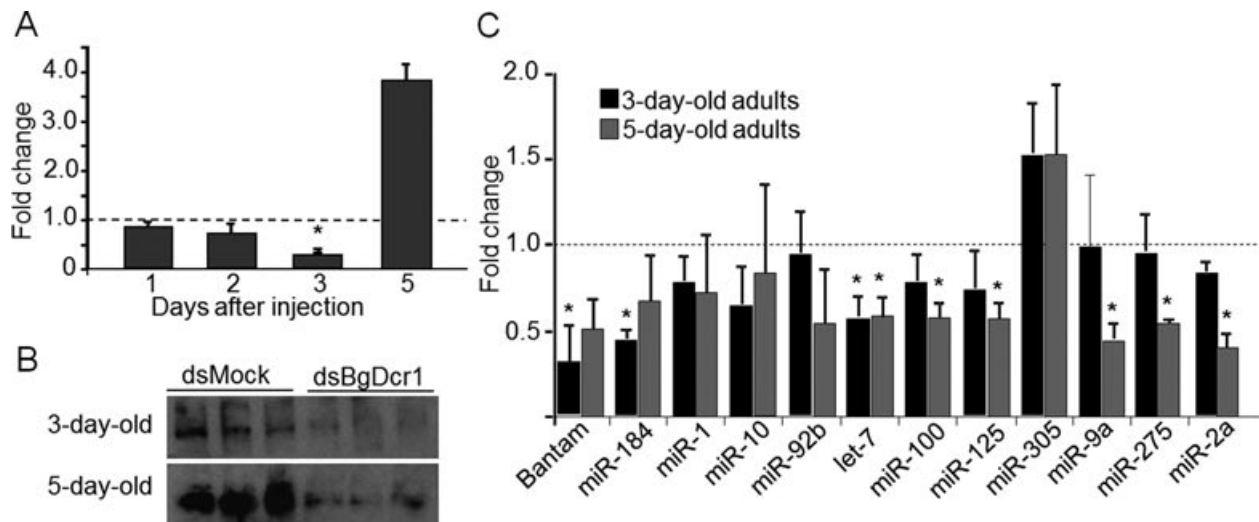 A
Fold change
4.0
3.0
2.0
1.0
0
*
1 2 3 5
Days after injection
B
dsMock dsBgDcr1
3-day-old
5-day-old
C
Fold change
2.0
1.5
1.0
0.5
3-day-old adults
5-day-old adults
* * * * * * * * *
Bantam
miR-184
miR-1
miR-10
miR-92b
let-7
miR-100
miR-125
miR-305
miR-9a
miR-275
miR-2a